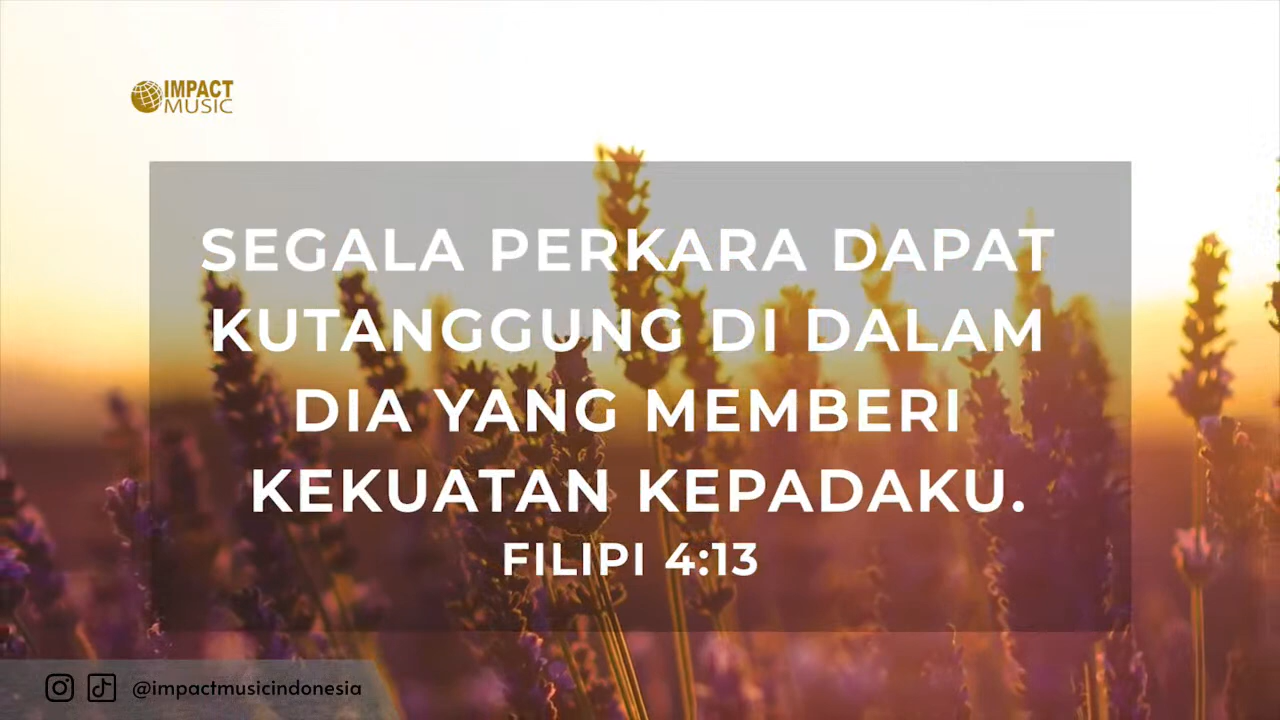 IMPACT
MUSIC
SEGALA PERKARA DAPAT
KUTANGGUNG DI DALAM
DIA YANG MEMBERI
KEKUATAN KEPADAKU.
FILIPI 4:13
@impactmusicindonesia